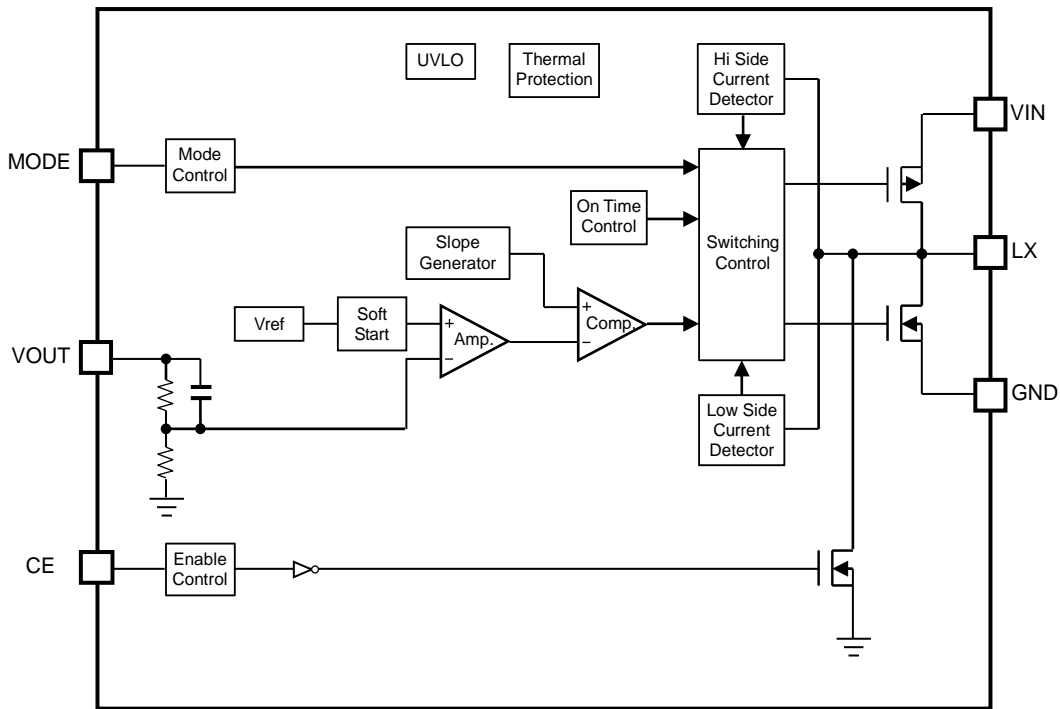 UVLO
Thermal
Protection
Hi Side
Current
Detector
VIN
MODE
Mode
Control
On Time
Control
Slope
Generator
Switching
Control
LX
Vref
Soft
Start
+
Amp.
−
+
Comp.
−
VOUT
GND
Low Side
Current
Detector
CE
Enable
Control